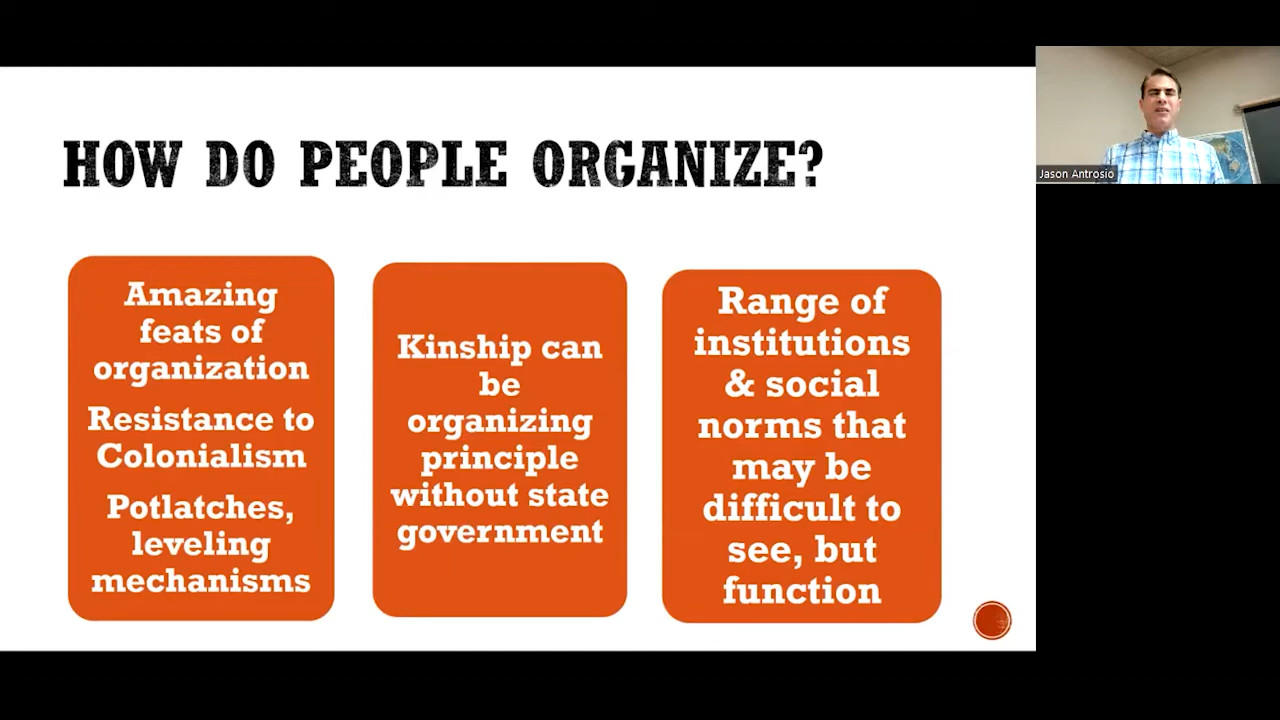 HOW DO PEOPLE ORGANIZE?
Amazing
feats of
organization
Resistance to
Colonialism
Potlatches,
leveling
mechanisms
Kinship can
be
organizing
principle
without state
government
Range of
institutions
& social
norms that
may be
difficult to
see, but
function
Jason Antrosio